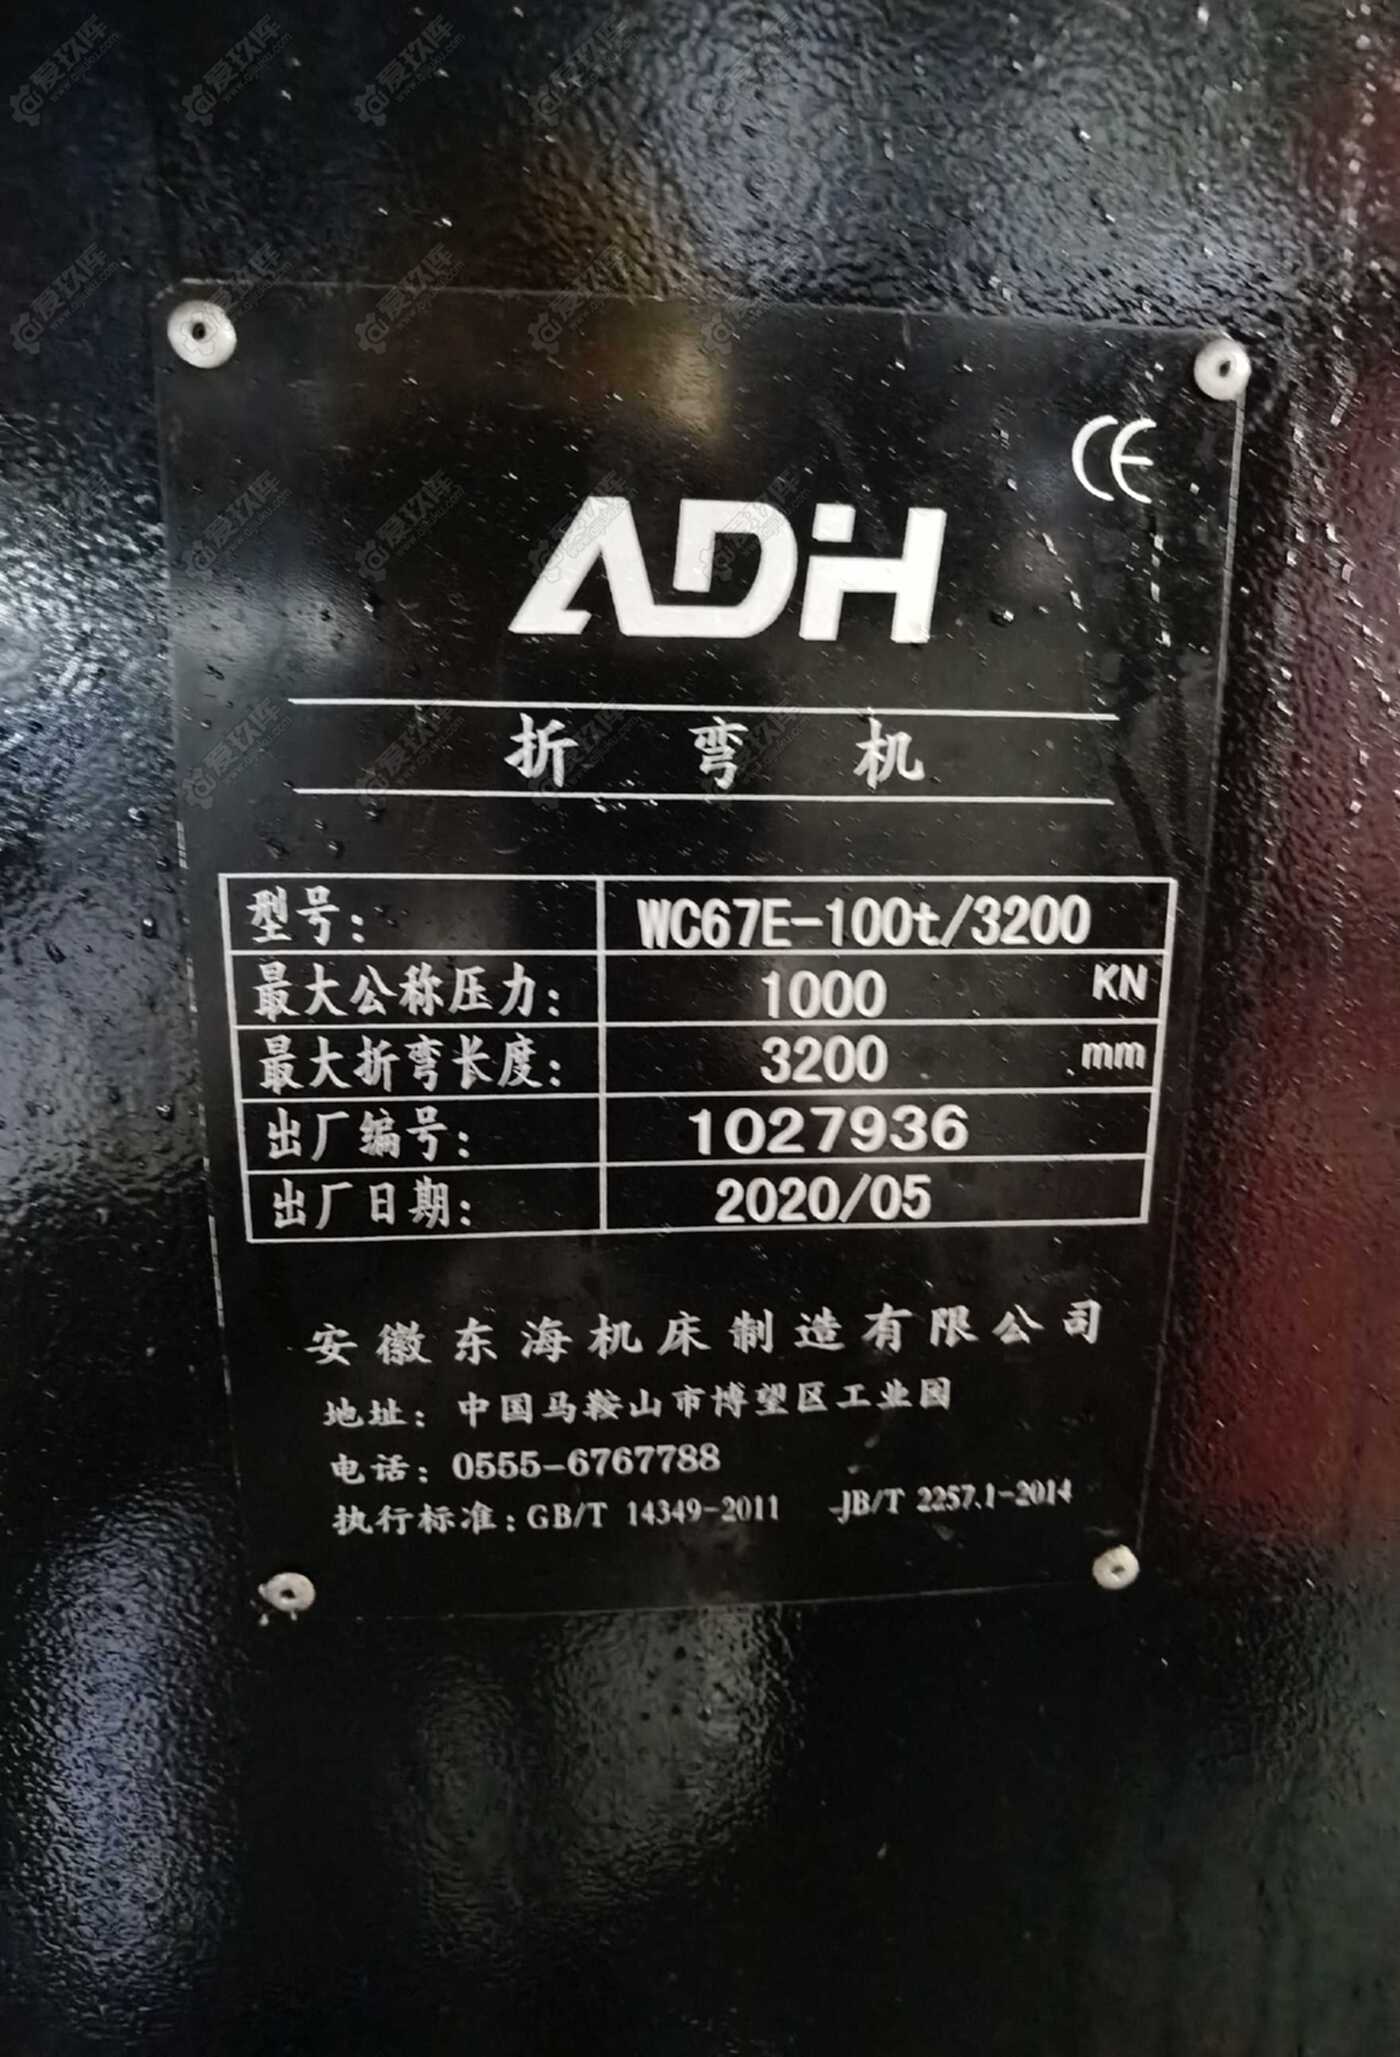 CE
ADH
折弯机
型号: WC67E-100t/3200
最大公称压力: 1000 KN
最大折弯长度: 3200 mm
出厂编号: 1027936
出厂日期: 2020/05
安徽东海机床制造有限公司
地址: 中国马鞍山市博望区工业园
电话: 0555-6767788
执行标准: GB/T 14349-2011 JB/T 2257.1-2014
爱玖库